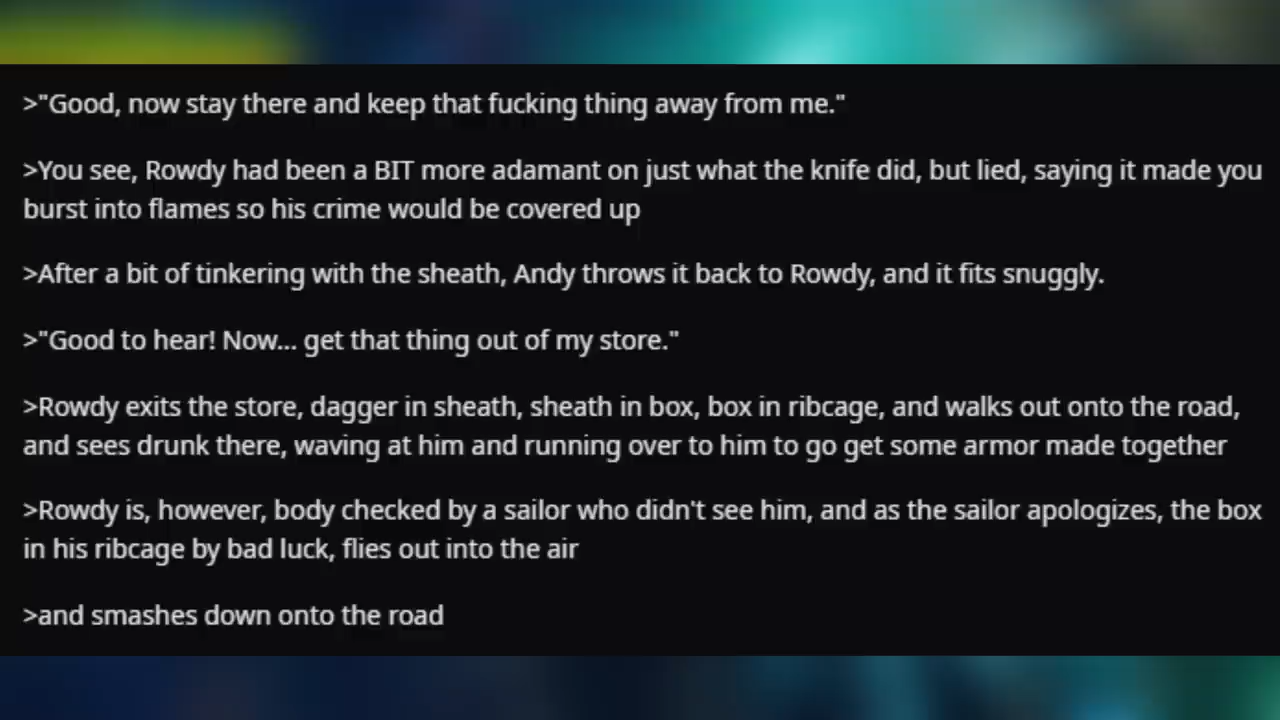 >"Good, now stay there and keep that fucking thing away from me."
>You see, Rowdy had been a BIT more adamant on just what the knife did, but lied, saying it made you
burst into flames so his crime would be covered up
>After a bit of tinkering with the sheath, Andy throws it back to Rowdy, and it fits snuggly.
>"Good to hear! Now... get that thing out of my store."
>Rowdy exits the store, dagger in sheath, sheath in box, box in ribcage, and walks out onto the road,
and sees drunk there, waving at him and running over to him to go get some armor made together
>Rowdy is, however, body checked by a sailor who didn't see him, and as the sailor apologizes, the box
in his ribcage by bad luck, flies out into the air
>and smashes down onto the road